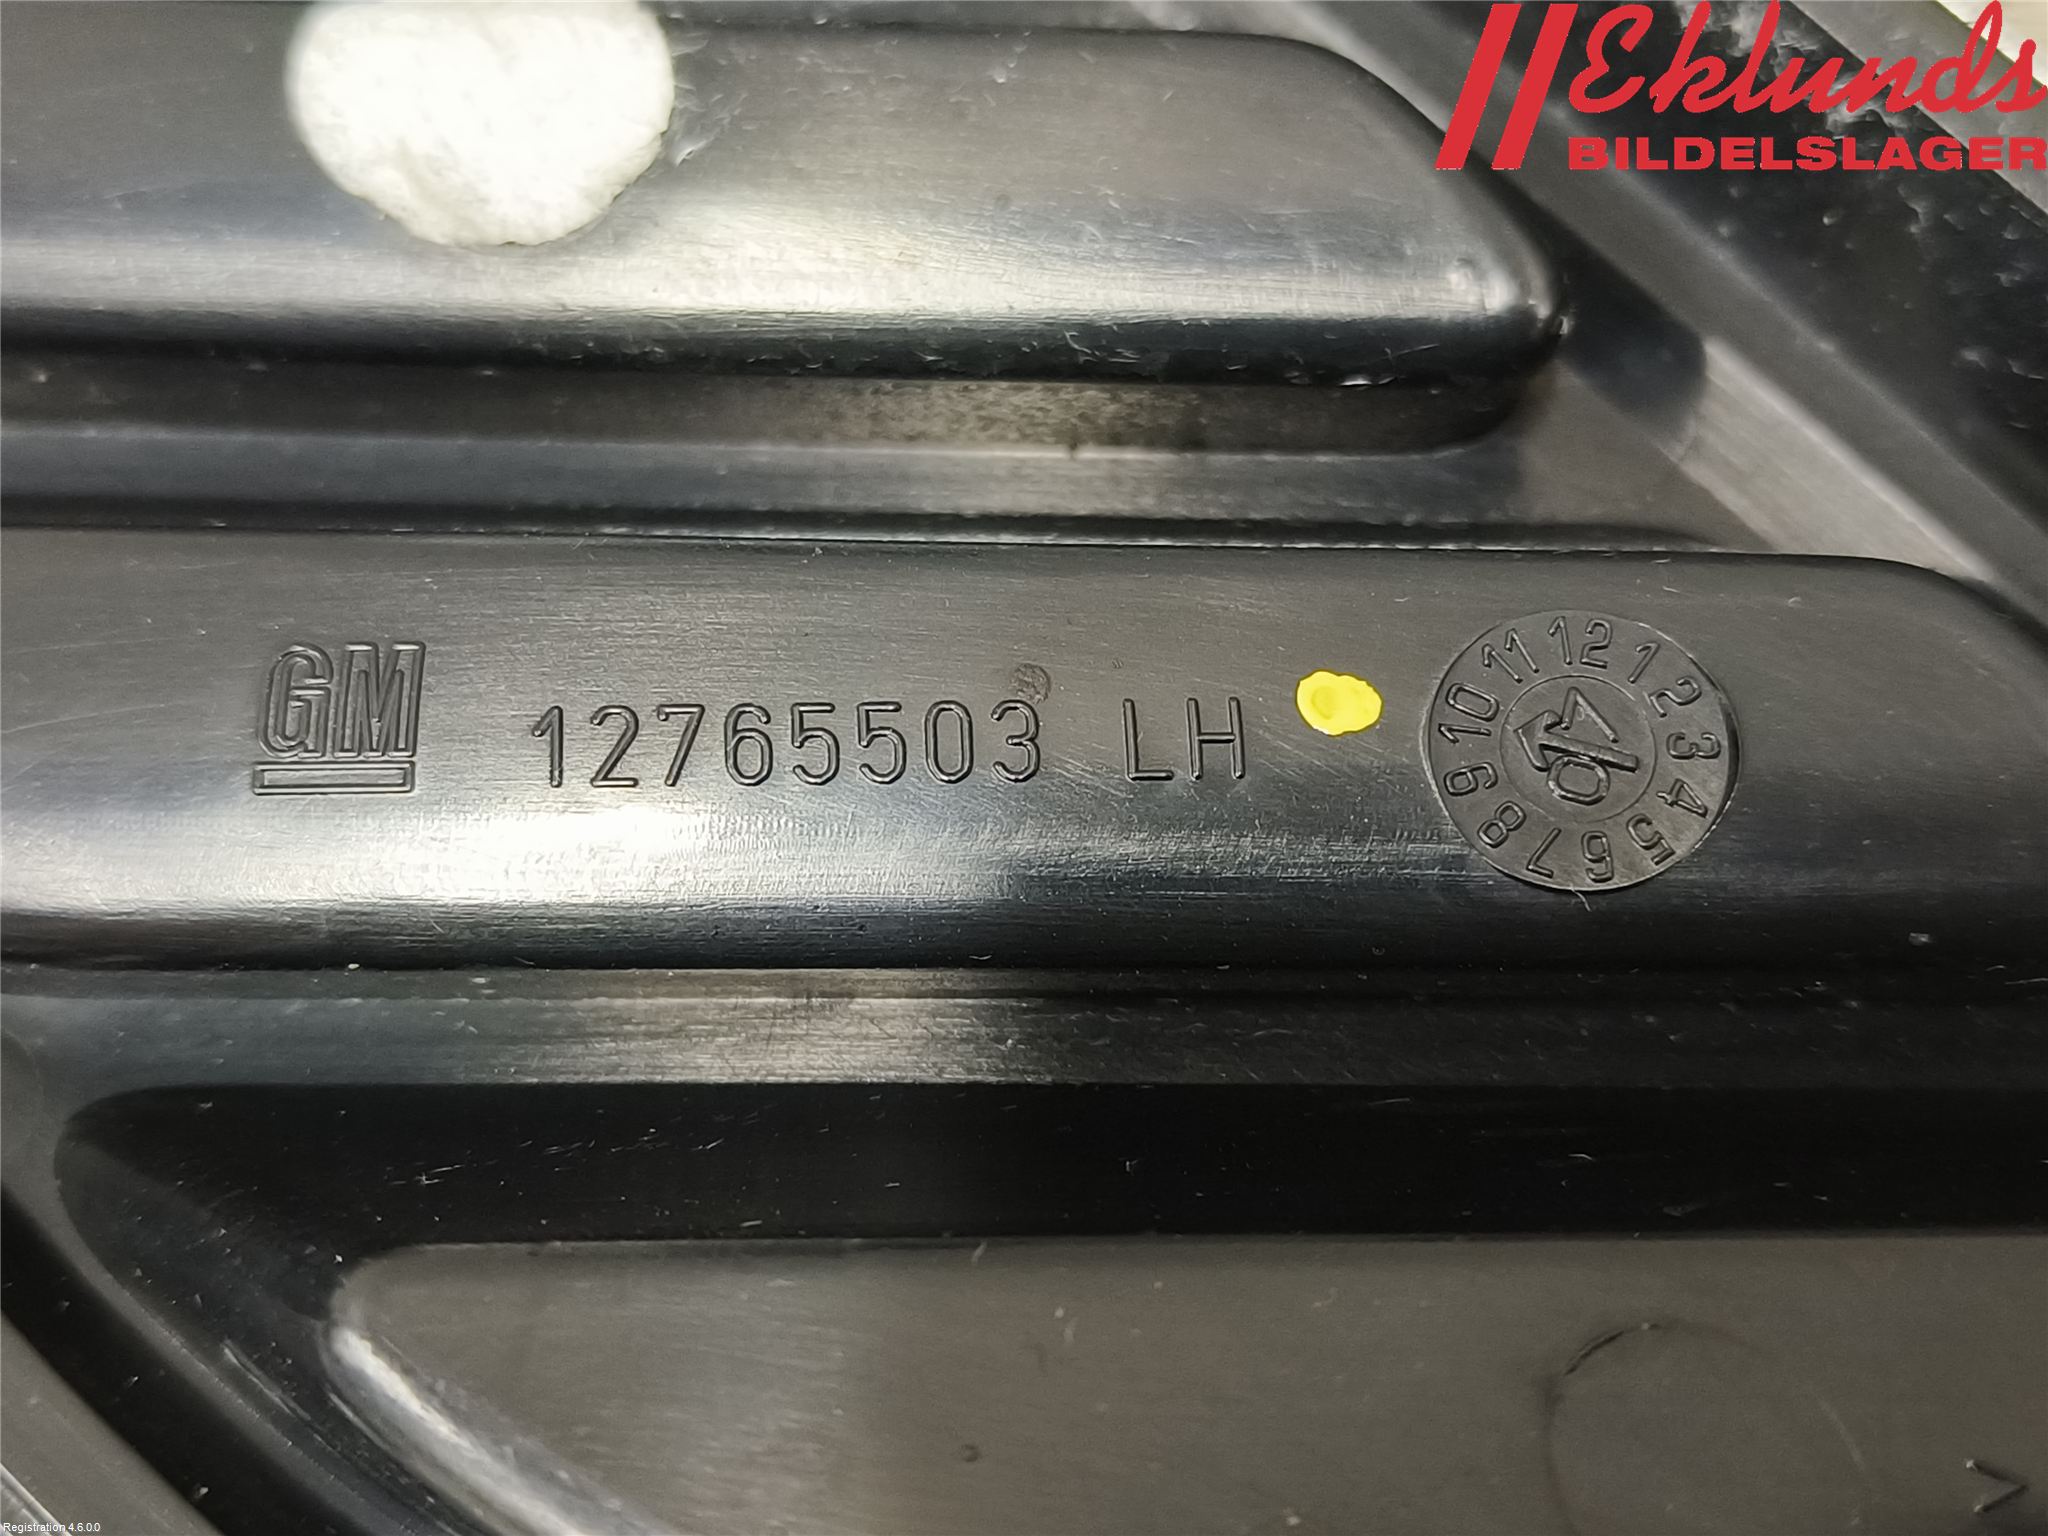 Eklunds
BILDELSLAGER
GM
12765503 LH
12 1 2 3 4 5 6 7 8 9 10 11
Registration 4.6.0.0